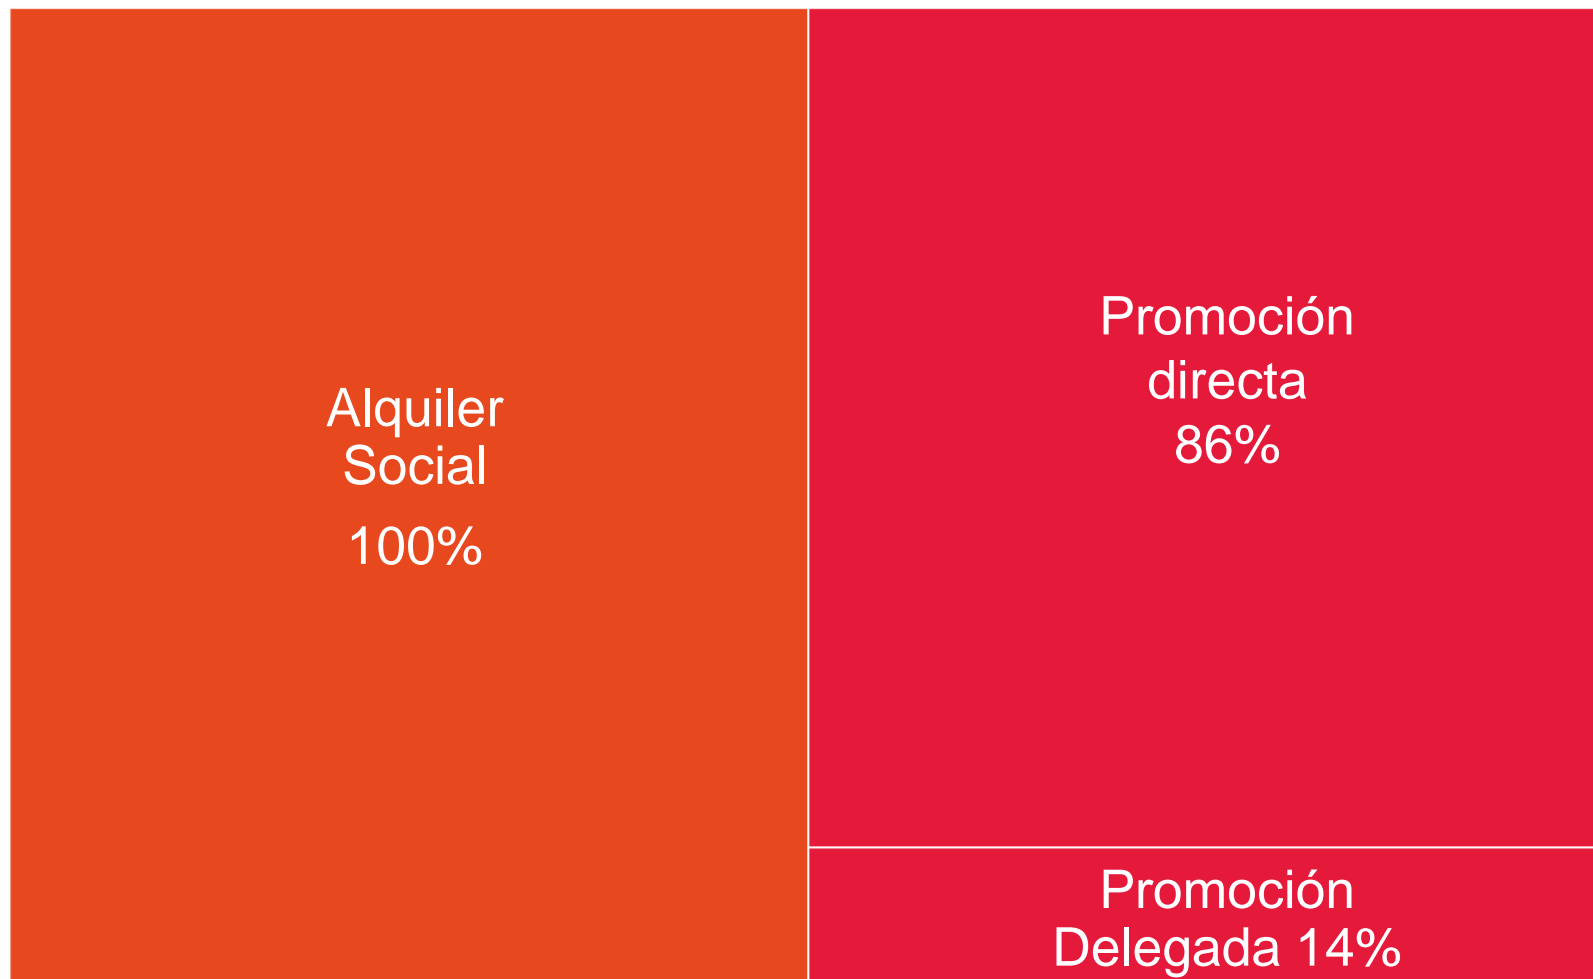 Alquiler
Social
100%
Promoción
directa
86%
Promoción
Delegada 14%